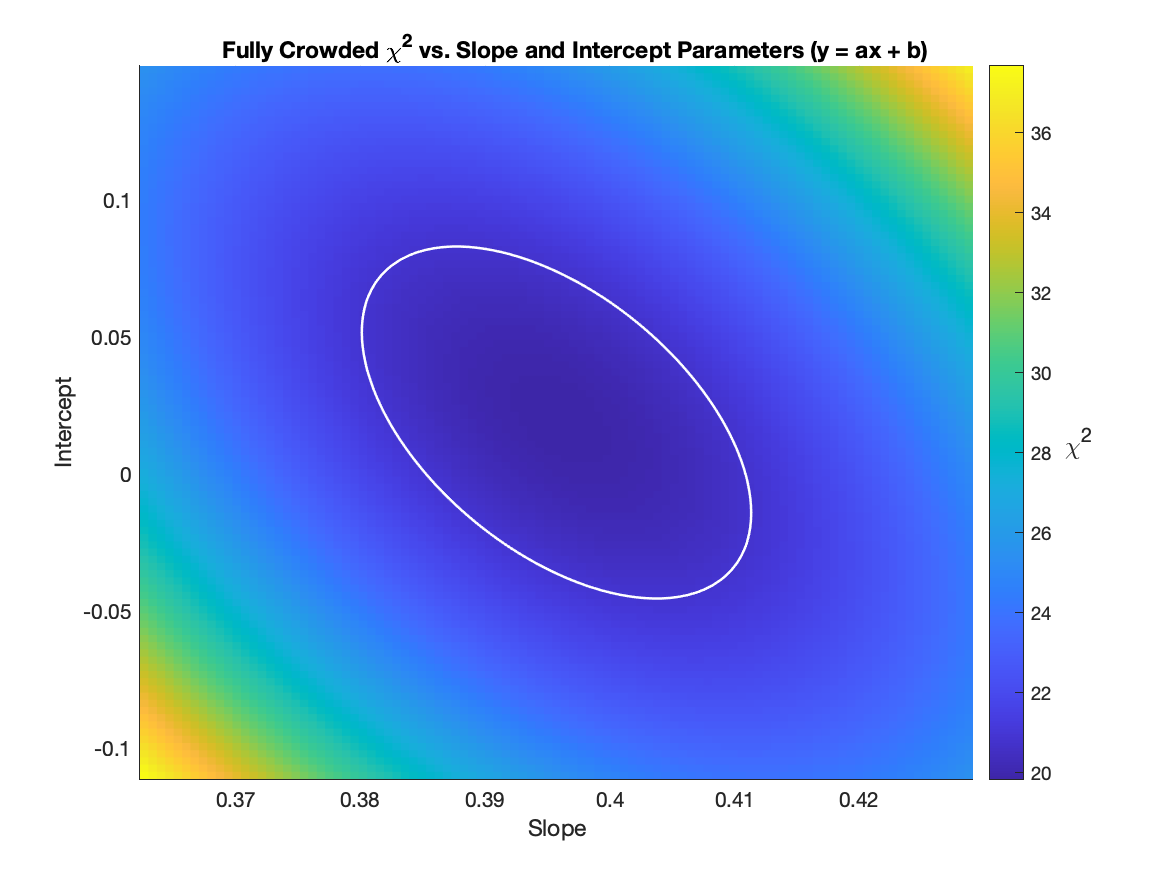 Fully Crowded χ² vs. Slope and Intercept Parameters (y = ax + b)
0.1
0.05
0
-0.05
-0.1
Intercept
0.37 0.38 0.39 0.4 0.41 0.42
Slope
36
34
32
30
28
26
24
22
20
χ²